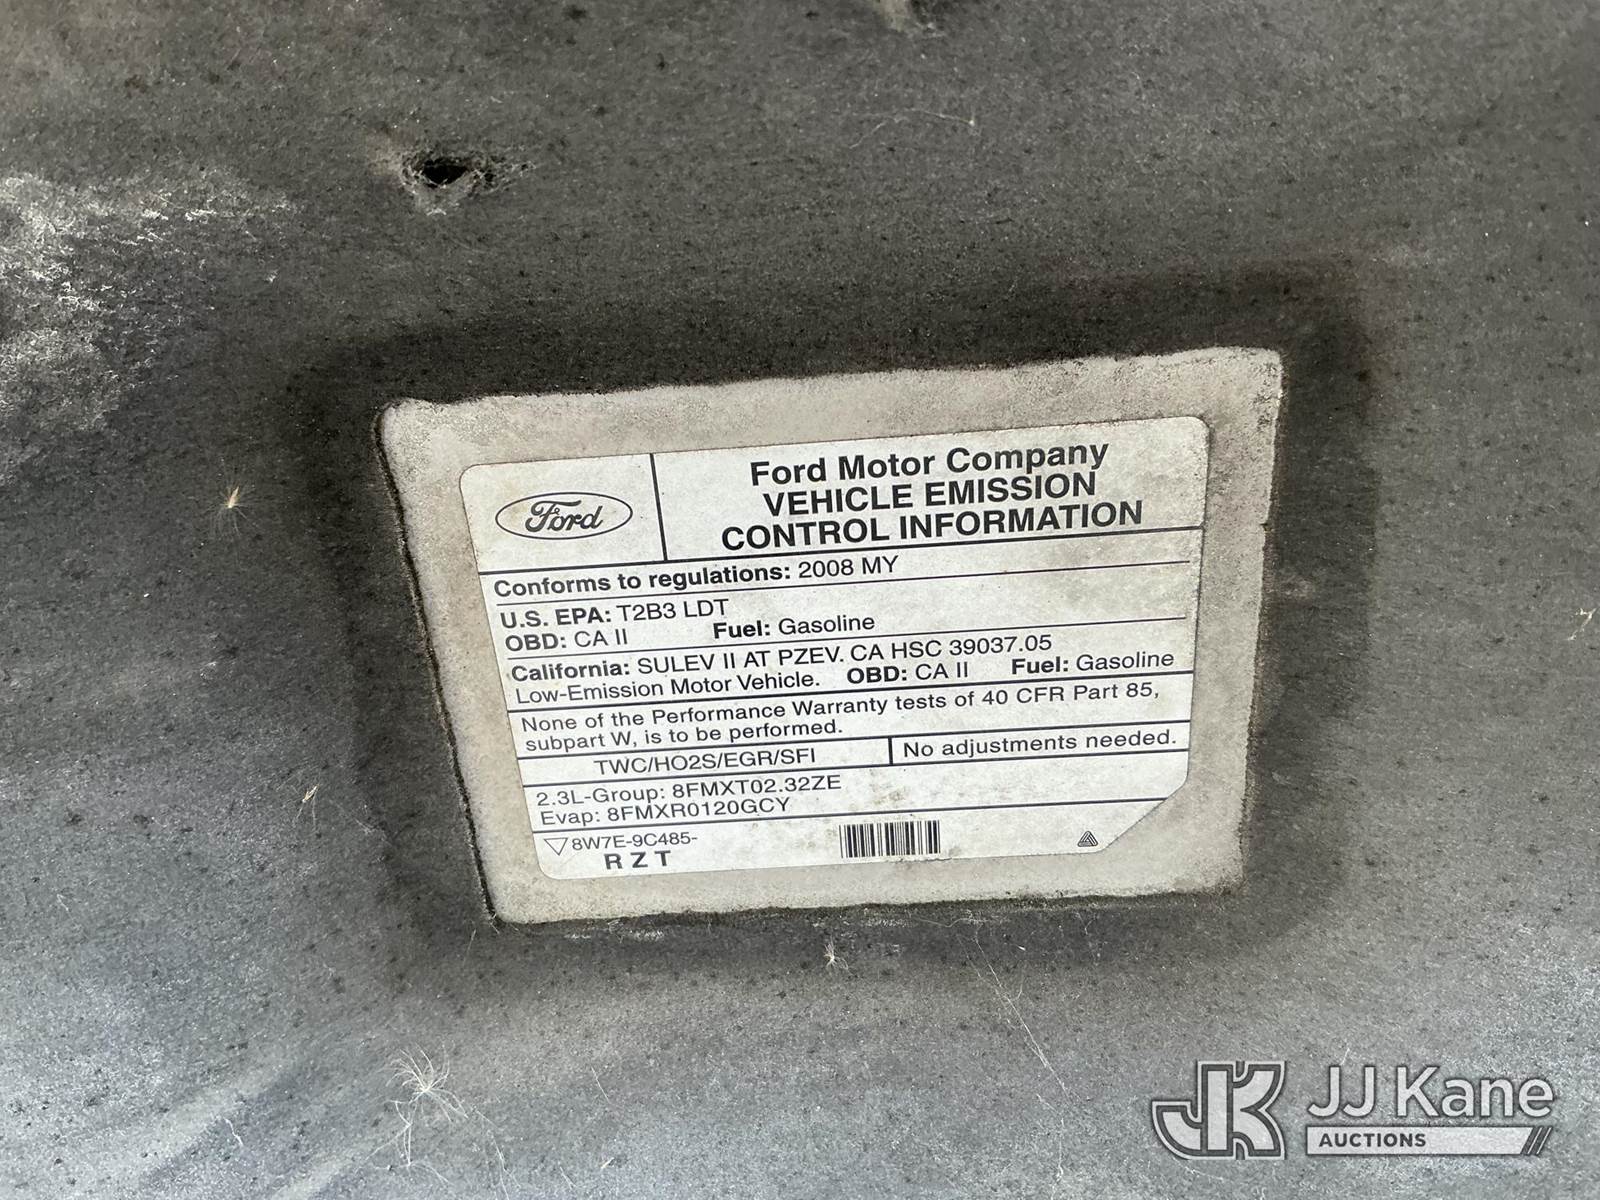 Ford
Ford Motor Company
VEHICLE EMISSION
CONTROL INFORMATION
Conforms to regulations: 2008 MY
U.S. EPA: T2B3 LDT
OBD: CA II Fuel: Gasoline
California: SULEV II AT PZEV. CA HSC 39037.05
Low-Emission Motor Vehicle. OBD: CA II Fuel: Gasoline
None of the Performance Warranty tests of 40 CFR Part 85,
subpart W, is to be performed.
TWC/HO2S/EGR/SFI No adjustments needed.
2.3L-Group: 8FMXT02.32ZE
Evap: 8FMXR0120GCY
8W7E-9C485-
RZT
JK JJ Kane
AUCTIONS